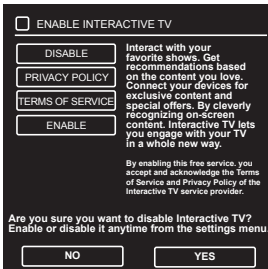 ENABLE INTERACTIVE TV
DISABLE
PRIVACY POLICY
TERMS OF SERVICE
ENABLE
Interact with your
favorite shows. Get
recommendations based
on the content you love.
Connect your devices for
exclusive content and
special offers. By cleverly
recognizing on-screen
content. Interactive TV lets
you engage with your TV
in a whole new way.
By enabling this free service. you
accept and acknowledge the Terms
of Service and Privacy Policy of the
Interactive TV service provider.
Are you sure you want to disable Interactive TV?
Enable or disable it anytime from the settings menu.
NO
YES